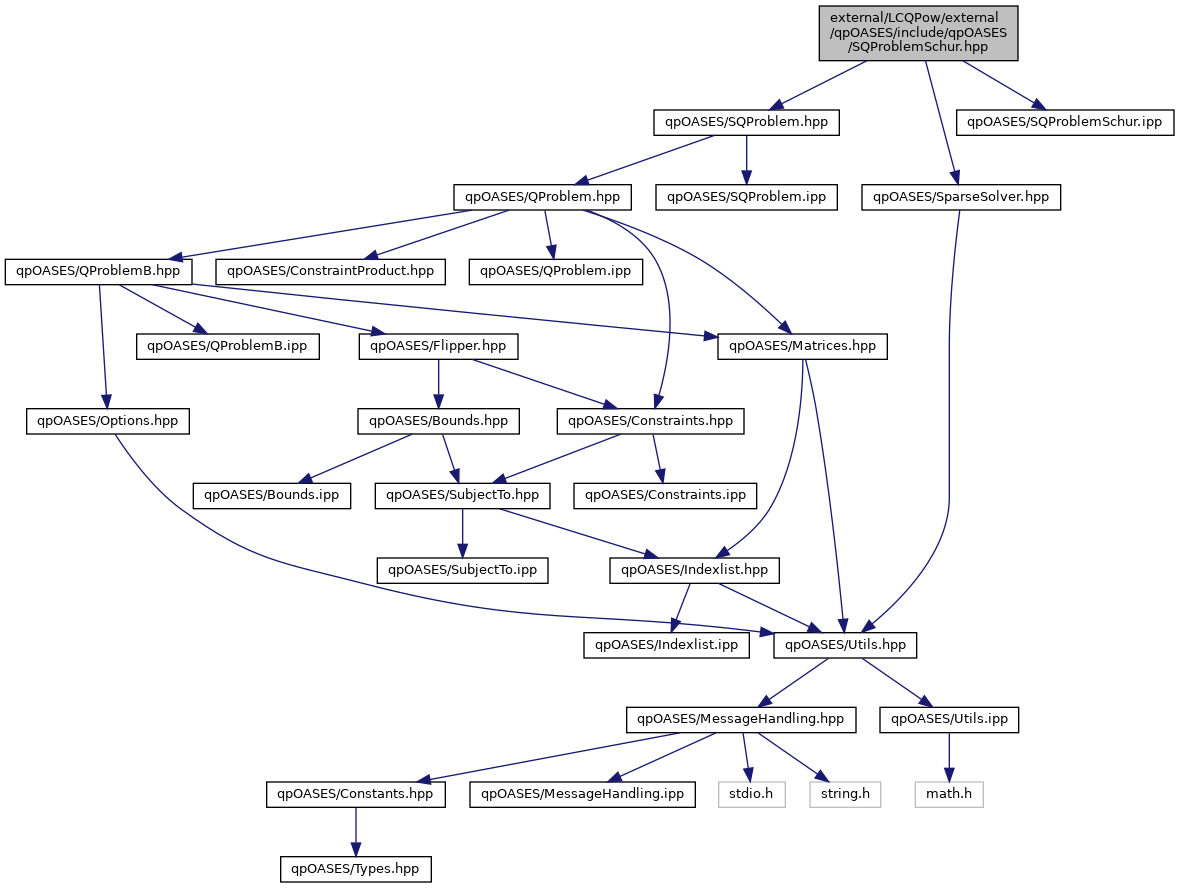 external/LCQPow/external
/qpOASES/include/qpOASES
/SQProblemSchur.hpp
qpOASES/SQProblem.hpp
qpOASES/SQProblemSchur.ipp
qpOASES/QProblem.hpp
qpOASES/SQProblem.ipp
qpOASES/SparseSolver.hpp
qpOASES/QProblemB.hpp
qpOASES/ConstraintProduct.hpp
qpOASES/QProblem.ipp
qpOASES/QProblemB.ipp
qpOASES/Flipper.hpp
qpOASES/Matrices.hpp
qpOASES/Options.hpp
qpOASES/Bounds.hpp
qpOASES/Constraints.hpp
qpOASES/Bounds.ipp
qpOASES/SubjectTo.hpp
qpOASES/Constraints.ipp
qpOASES/SubjectTo.ipp
qpOASES/Indexlist.hpp
qpOASES/Indexlist.ipp
qpOASES/Utils.hpp
qpOASES/MessageHandling.hpp
qpOASES/Utils.ipp
qpOASES/Constants.hpp
qpOASES/MessageHandling.ipp
stdio.h
string.h
math.h
qpOASES/Types.hpp